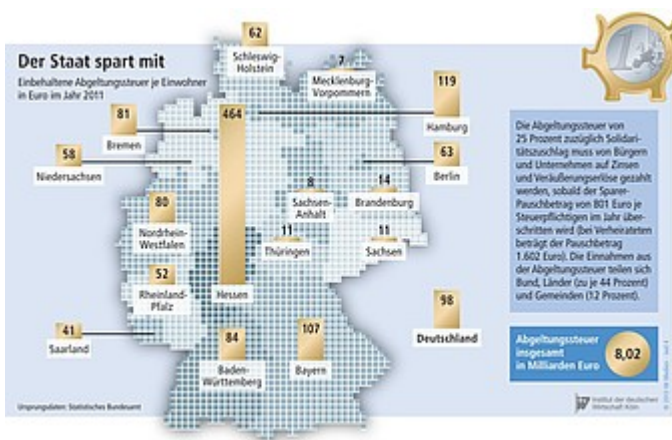 Der Staat spart mit
Einbehaltene Abgeltungssteuer je Einwohner
in Euro im Jahr 2011
62
Schleswig-
Holstein
7
Mecklenburg-
Vorpommern
119
Hamburg
81
Bremen
464
Hessen
58
Niedersachsen
63
Berlin
8
Sachsen-
Anhalt
14
Brandenburg
80
Nordrhein-
Westfalen
11
Thüringen
11
Sachsen
52
Rheinland-
Pfalz
41
Saarland
84
Baden-
Württemberg
107
Bayern
98
Deutschland
1
Die Abgeltungssteuer von
25 Prozent zuzüglich Solidari-
tätszuschlag muss von Bürgern
und Unternehmen auf Zinsen
und Veräußerungserlöse gezahlt
werden, sobald der Sparer-
Pauschbetrag von 801 Euro je
Steuerpflichtigen im Jahr über-
schritten wird (bei Verheirateten
beträgt der Pauschbetrag
1.602 Euro). Die Einnahmen aus
der Abgeltungssteuer teilen sich
Bund, Länder (zu je 44 Prozent)
und Gemeinden (12 Prozent).
Abgeltungssteuer
insgesamt
in Milliarden Euro
8,02
Ursprungsdaten: Statistisches Bundesamt
Institut der deutschen
Wirtschaft Köln